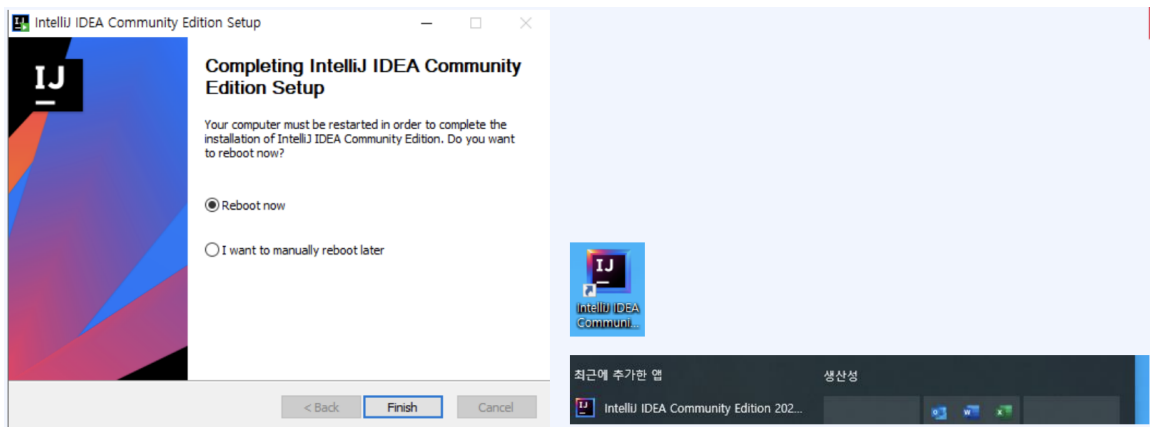 IntelliJ IDEA Community Edition Setup
IJ
Completing IntelliJ IDEA Community
Edition Setup
Your computer must be restarted in order to complete the
installation of IntelliJ IDEA Community Edition. Do you want
to reboot now?
Reboot now
I want to manually reboot later
< Back
Finish
Cancel
IJ
IntelliJ IDEA
Communi...
최근에 추가한 앱
생산성
IJ
IntelliJ IDEA Community Edition 202...